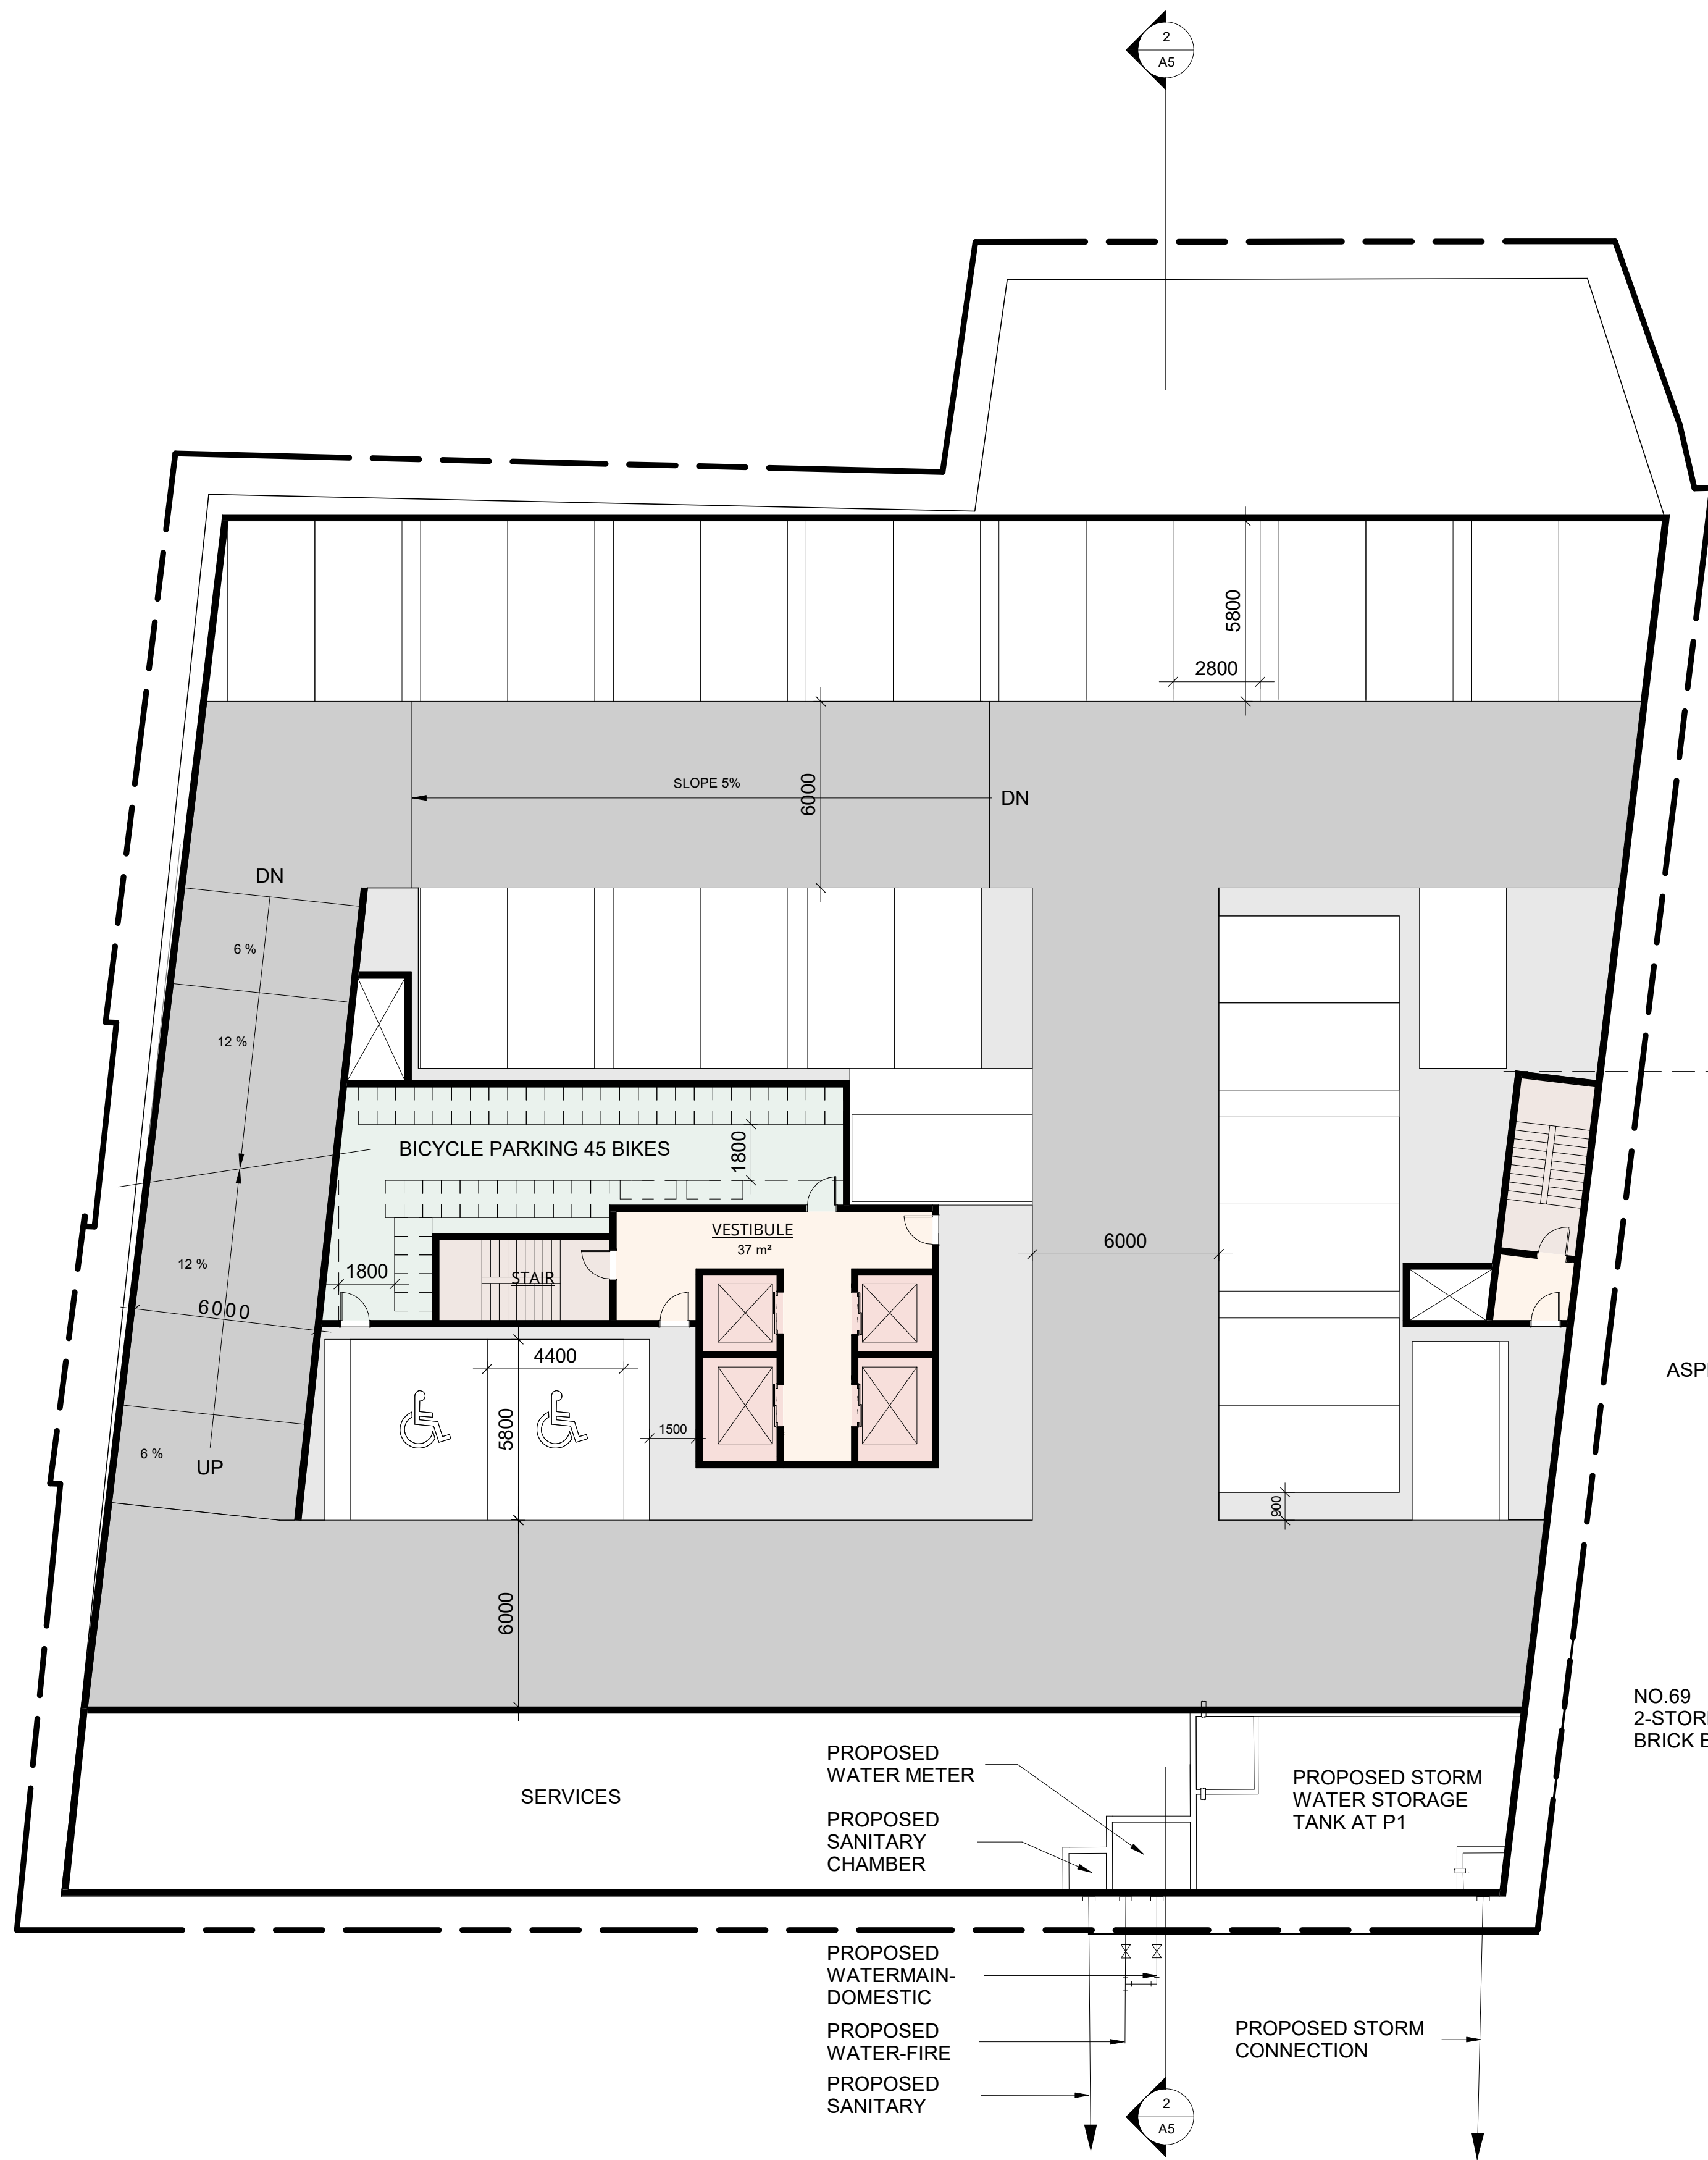 2
A5
5800
2800
SLOPE 5%
6000
DN
DN
6 %
12 %
BICYCLE PARKING 45 BIKES
1800
VESTIBULE
37 m²
6000
12 %
1800
STAIR
6000
4400
5800
1500
6 %
UP
900
ASP
6000
NO.69
2-STOR
BRICK
SERVICES
PROPOSED
WATER METER
PROPOSED
SANITARY
CHAMBER
PROPOSED STORM
WATER STORAGE
TANK AT P1
PROPOSED
WATERMAIN-
DOMESTIC
PROPOSED
WATER-FIRE
PROPOSED
SANITARY
PROPOSED STORM
CONNECTION
2
A5